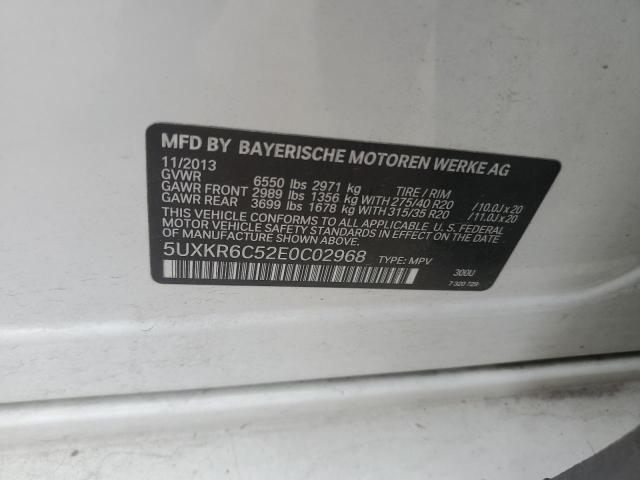 MFD BY BAYERISCHE MOTOREN WERKE AG
11/2013
GVWR 6550 lbs 2971 kg TIRE / RIM
GAWR FRONT 2989 lbs 1356 kg WITH 275/40 R20 /10.0J x 20
GAWR REAR 3699 lbs 1678 kg WITH 315/35 R20 /11.0J x 20
THIS VEHICLE CONFORMS TO ALL APPLICABLE U.S. FEDERAL
MOTOR VEHICLE SAFETY STANDARDS IN EFFECT ON THE
DATE OF MANUFACTURE SHOWN ABOVE.
5UXKR6C52E0C02968 TYPE: MPV
300U
7 320 729